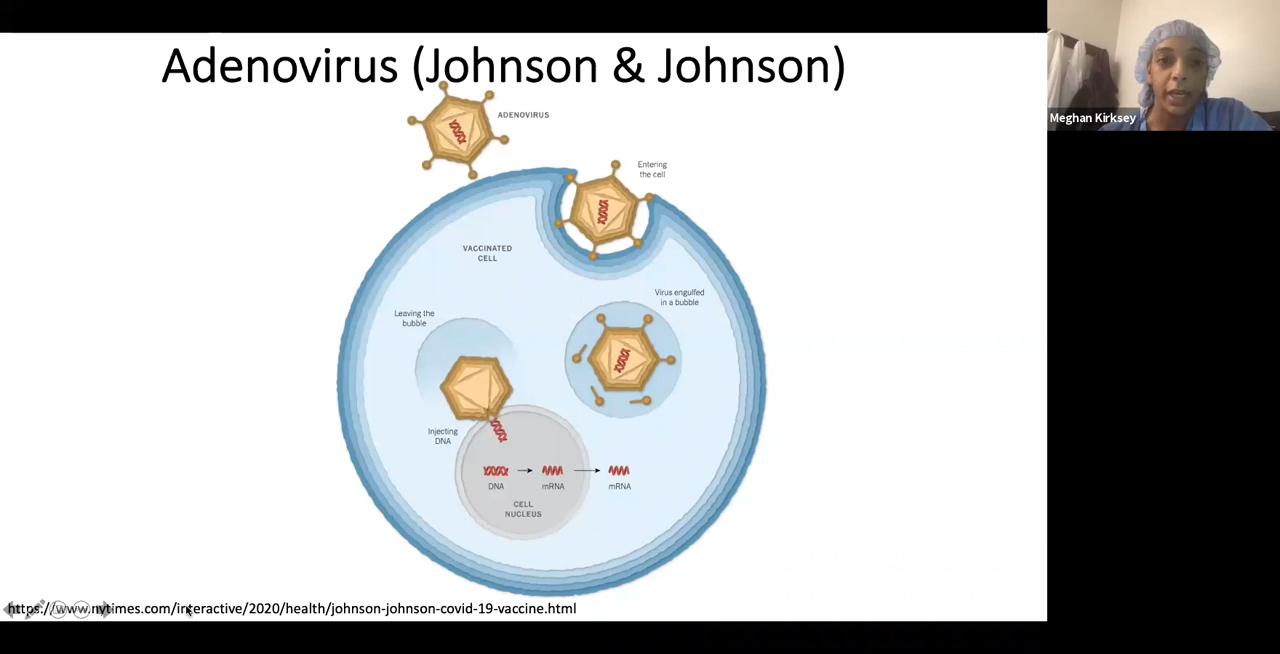 Adenovirus (Johnson & Johnson)
ADENOVIRUS
Entering
the cell
VACCINATED
CELL
Virus engulfed
in a bubble
Leaving the
bubble
Injecting
DNA
DNA
mRNA
mRNA
CELL
NUCLEUS
https://www.nytimes.com/interactive/2020/health/johnson-johnson-covid-19-vaccine.html
Meghan Kirksey